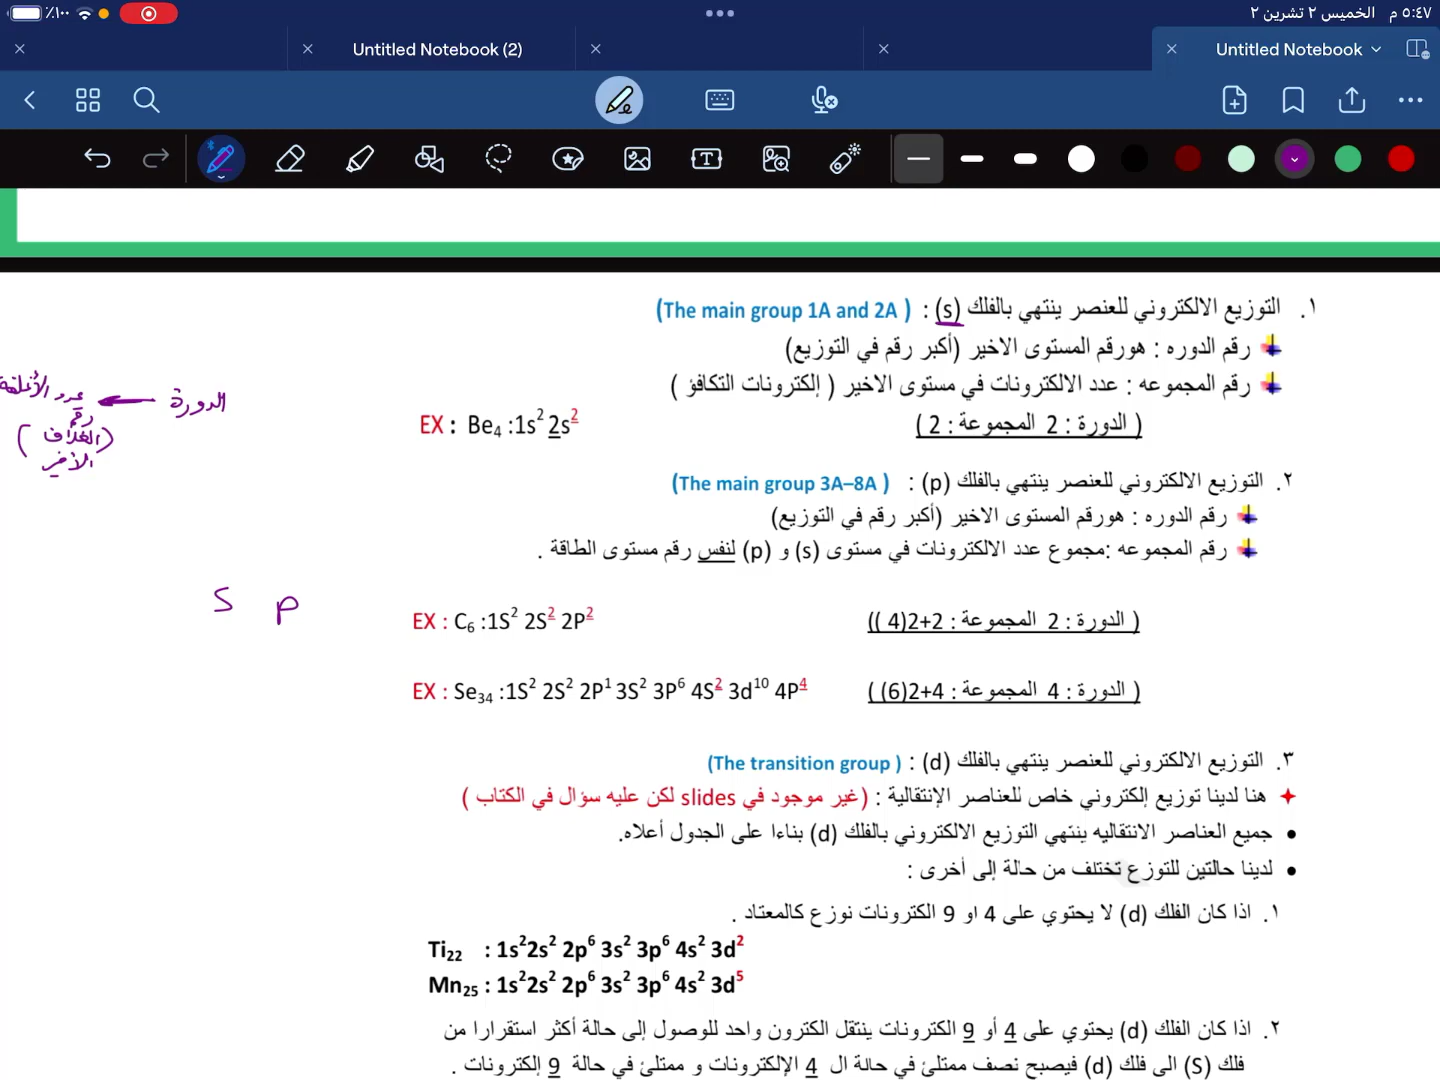 ٪١٠٠
٥:٤٧ م الخميس ٢ تشرين ٢
Untitled Notebook (2)
Untitled Notebook
١. التوزيع الالكتروني للعنصر ينتهي بالفلك (s) : (The main group 1A and 2A)
رقم الدوره : هورقم المستوى الاخير (أكبر رقم في التوزيع)
رقم المجموعه : عدد الالكترونات في مستوى الاخير ( إلكترونات التكافؤ )
الدورة
عدد
رقم
(الغلاف
الأخير)
EX : Be₄ :1s² 2s²
( الدورة : 2 المجموعة : 2 )
٢. التوزيع الالكتروني للعنصر ينتهي بالفلك (p) : (The main group 3A–8A )
رقم الدوره : هورقم المستوى الاخير (أكبر رقم في التوزيع)
رقم المجموعه :مجموع عدد الالكترونات في مستوى (s) و (p) لنفس رقم مستوى الطاقة .
S P
EX : C₆ :1S² 2S² 2P²
( الدورة : 2 المجموعة : 2+2(4 ))
EX : Se₃₄ :1S² 2S² 2P¹ 3S² 3P⁶ 4S² 3d¹⁰ 4P⁴
( الدورة : 4 المجموعة : 4+2(6) )
٣. التوزيع الالكتروني للعنصر ينتهي بالفلك (d) : (The transition group )
هنا لدينا توزيع إلكتروني خاص للعناصر الإنتقالية : (غير موجود في slides لكن عليه سؤال في الكتاب )
• جميع العناصر الانتقاليه ينتهي التوزيع الالكتروني بالفلك (d) بناءا على الجدول أعلاه.
• لدينا حالتين للتوزع تختلف من حالة إلى أخرى :
١. اذا كان الفلك (d) لا يحتوي على 4 او 9 الكترونات نوزع كالمعتاد .
Ti₂₂ : 1s²2s² 2p⁶ 3s² 3p⁶ 4s² 3d²
Mn₂₅ : 1s²2s² 2p⁶ 3s² 3p⁶ 4s² 3d⁵
٢. اذا كان الفلك (d) يحتوي على 4 أو 9 الكترونات ينتقل الكترون واحد للوصول إلى حالة أكثر استقرارا من
فلك (S) الى فلك (d) فيصبح نصف ممتلئ في حالة ال 4 الإلكترونات و ممتلئ في حالة 9 إلكترونات .